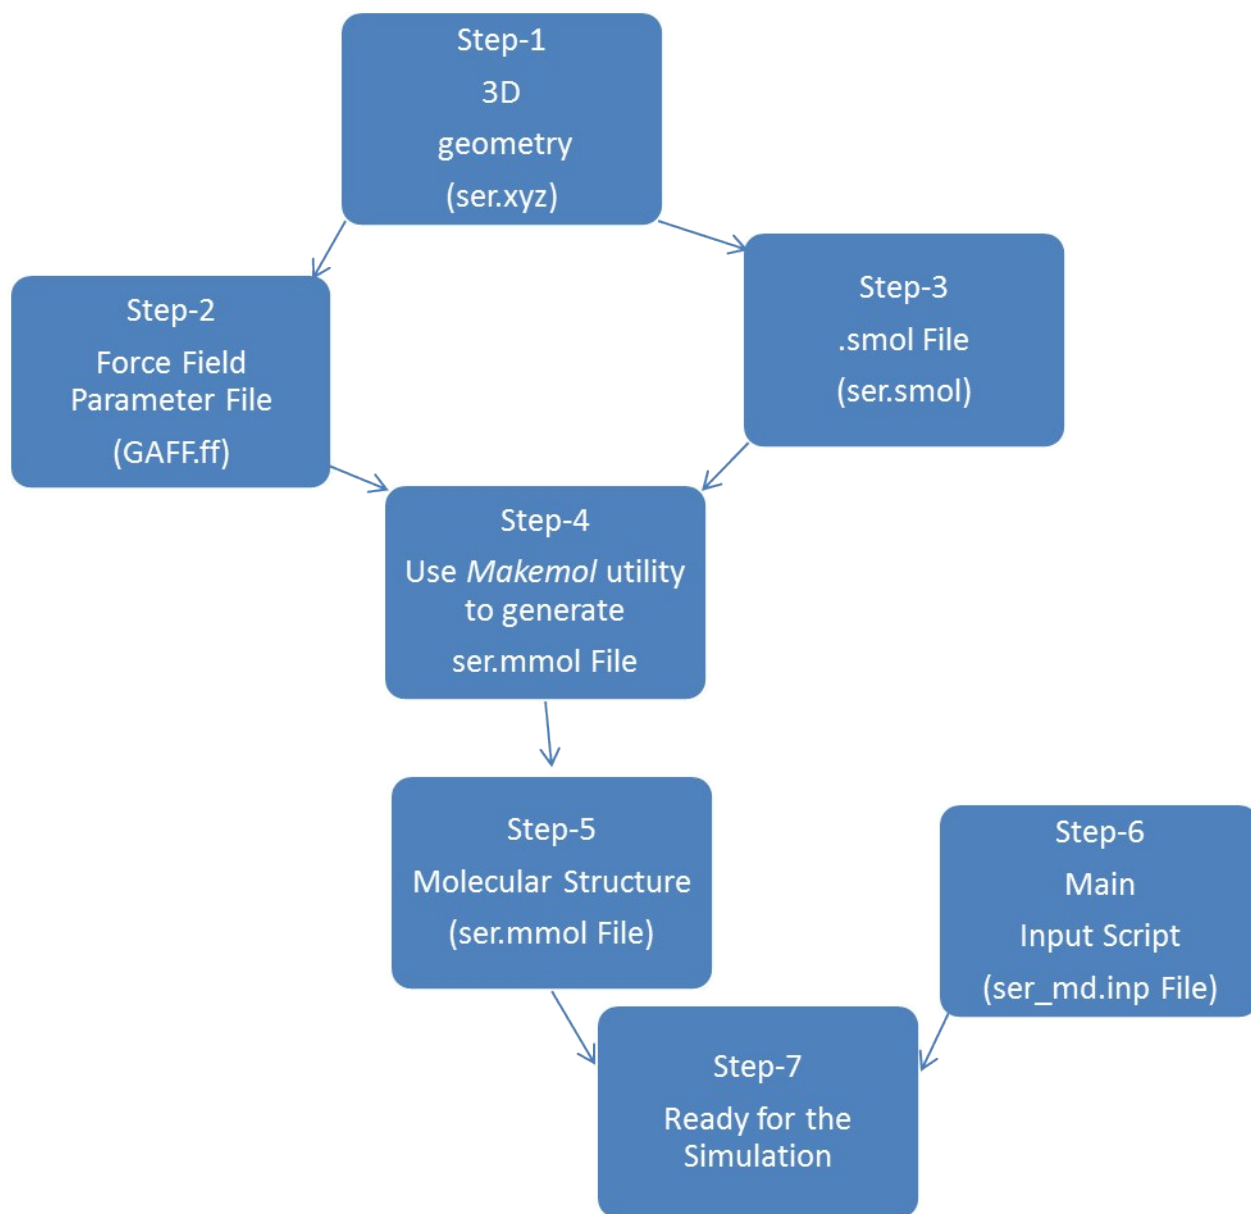 Step-1
3D
geometry
(ser.xyz)
Step-2
Force Field
Parameter File
(GAFF.ff)
Step-3
.smol File
(ser.smol)
Step-4
Use Makemol utility
to generate
ser.mmol File
Step-5
Molecular Structure
(ser.mmol File)
Step-6
Main
Input Script
(ser_md.inp File)
Step-7
Ready for the
Simulation